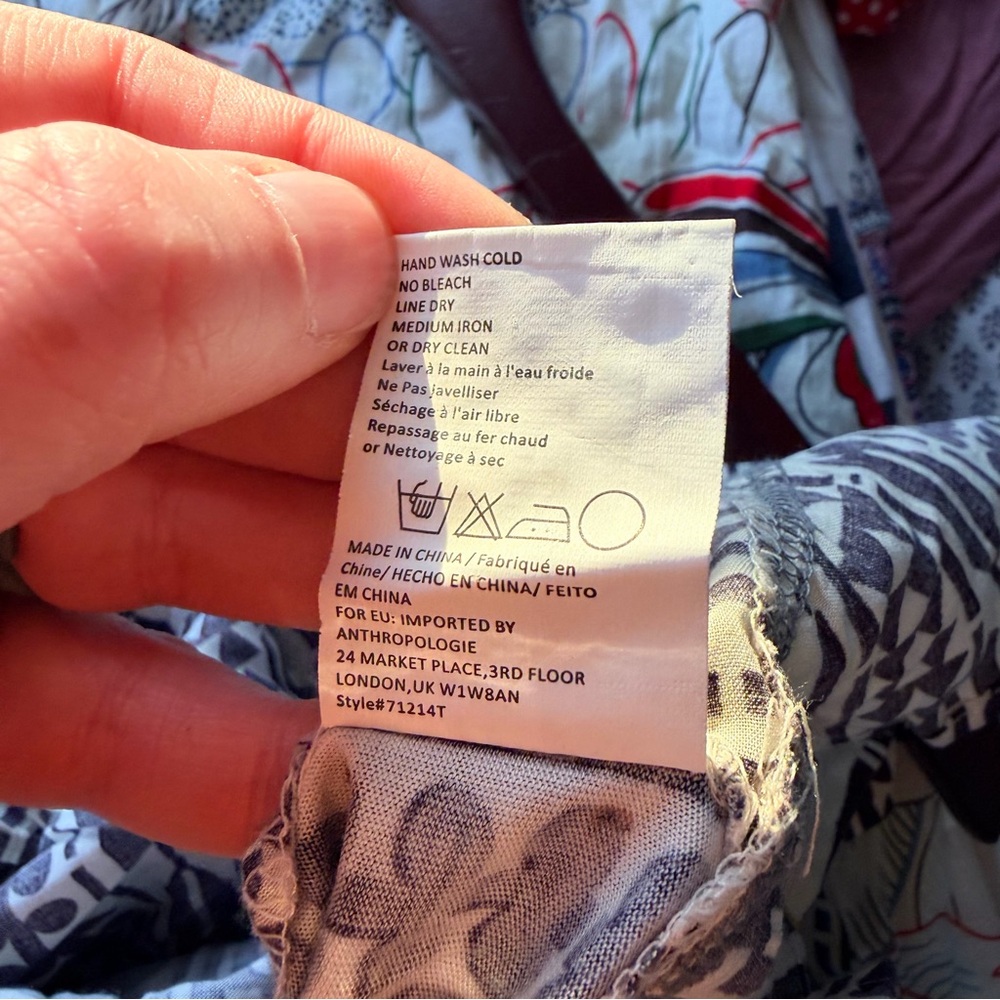 HAND WASH COLD
NO BLEACH
LINE DRY
MEDIUM IRON
OR DRY CLEAN
Laver à la main à l'eau froide
Ne Pas javelliser
Séchage à l'air libre
Repassage au fer chaud
or Nettoyage à sec
MADE IN CHINA / Fabriqué en
Chine/ HECHO EN CHINA/ FEITO
EM CHINA
FOR EU: IMPORTED BY
ANTHROPOLOGIE
24 MARKET PLACE,3RD FLOOR
LONDON,UK W1W8AN
Style#71214T